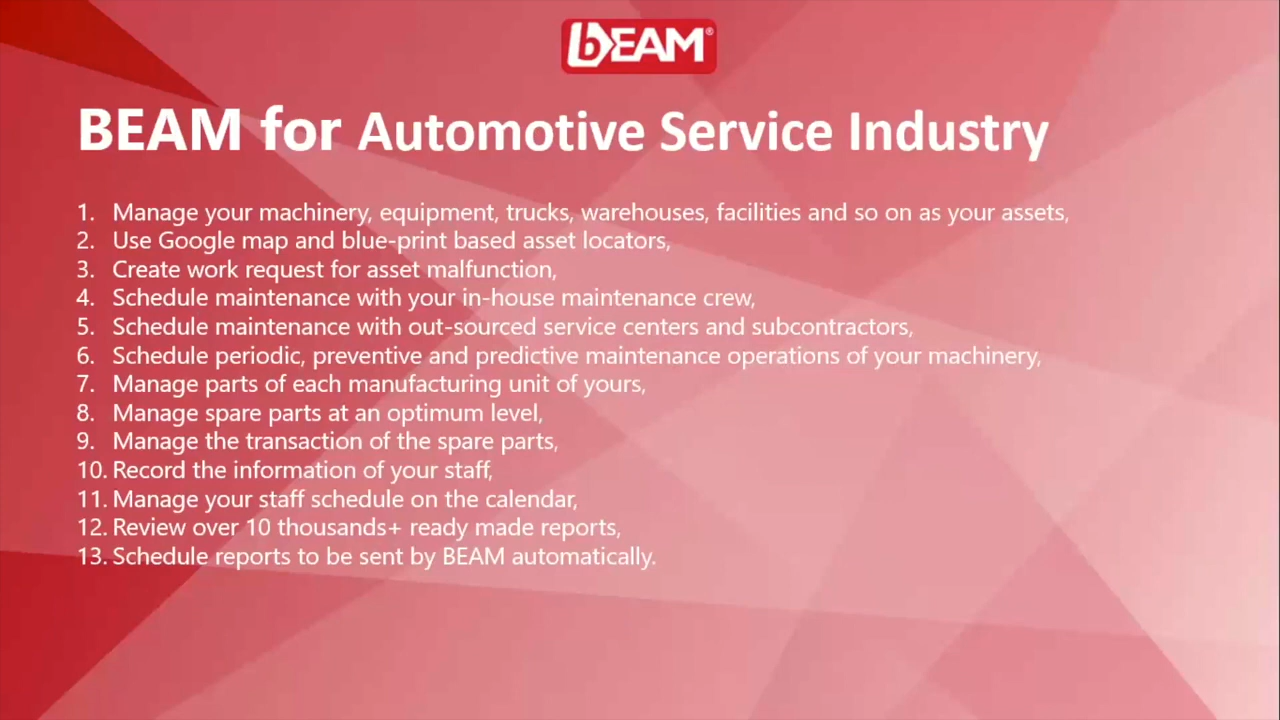 bEAM®
BEAM for Automotive Service Industry
1. Manage your machinery, equipment, trucks, warehouses, facilities and so on as your assets,
2. Use Google map and blue-print based asset locators,
3. Create work request for asset malfunction,
4. Schedule maintenance with your in-house maintenance crew,
5. Schedule maintenance with out-sourced service centers and subcontractors,
6. Schedule periodic, preventive and predictive maintenance operations of your machinery,
7. Manage parts of each manufacturing unit of yours,
8. Manage spare parts at an optimum level,
9. Manage the transaction of the spare parts,
10. Record the information of your staff,
11. Manage your staff schedule on the calendar,
12. Review over 10 thousands+ ready made reports,
13. Schedule reports to be sent by BEAM automatically.